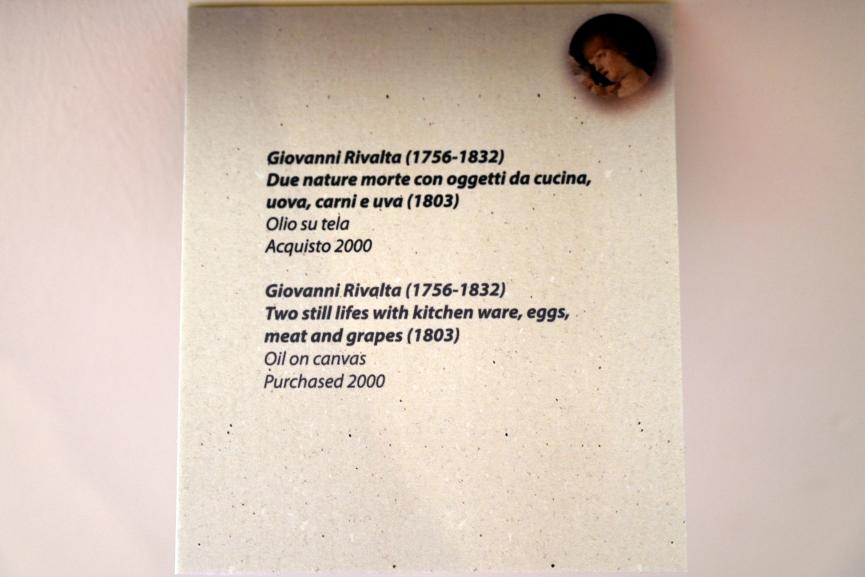 Giovanni Rivalta (1756-1832)
Due nature morte con oggetti da cucina,
uova, carni e uva (1803)
Olio su tela
Acquisto 2000
Giovanni Rivalta (1756-1832)
Two still lifes with kitchen ware, eggs,
meat and grapes (1803)
Oil on canvas
Purchased 2000